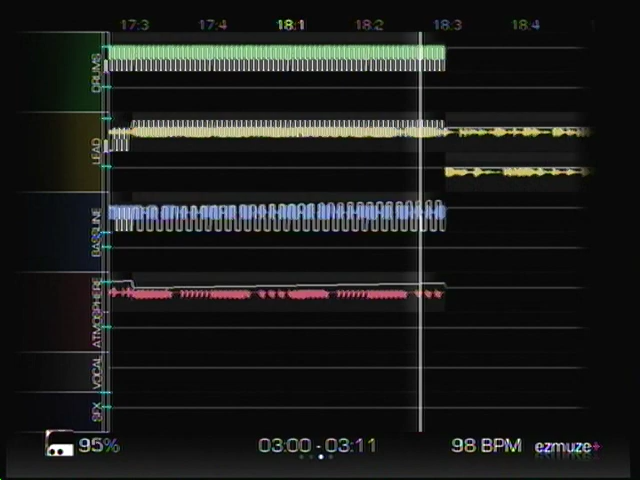 17:3 17:4 18:1 18:2 18:3 18:4
DRUMS
LEAD
BASSLINE
ATMOSPHERE
VOCAL
SFX
95% 03:00 - 03:11 98 BPM ezmuze+